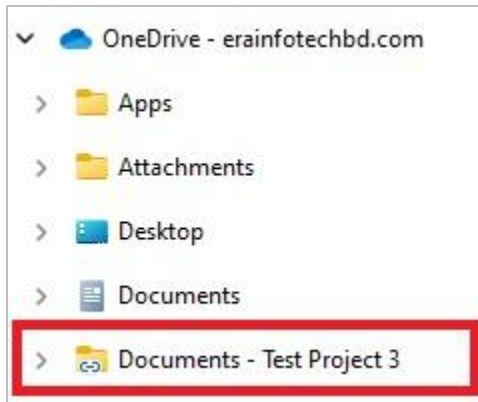 OneDrive - erainfotechbd.com
Apps
Attachments
Desktop
Documents
Documents - Test Project 3